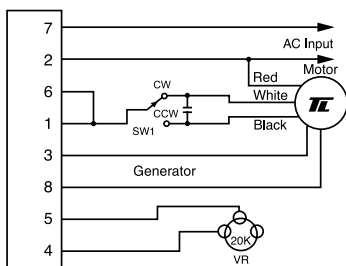 7
AC Input
2
Motor
Red
CW
6
White
CCW
TL
1
SW1
Black
3
Generator
8
5
20K
4
VR